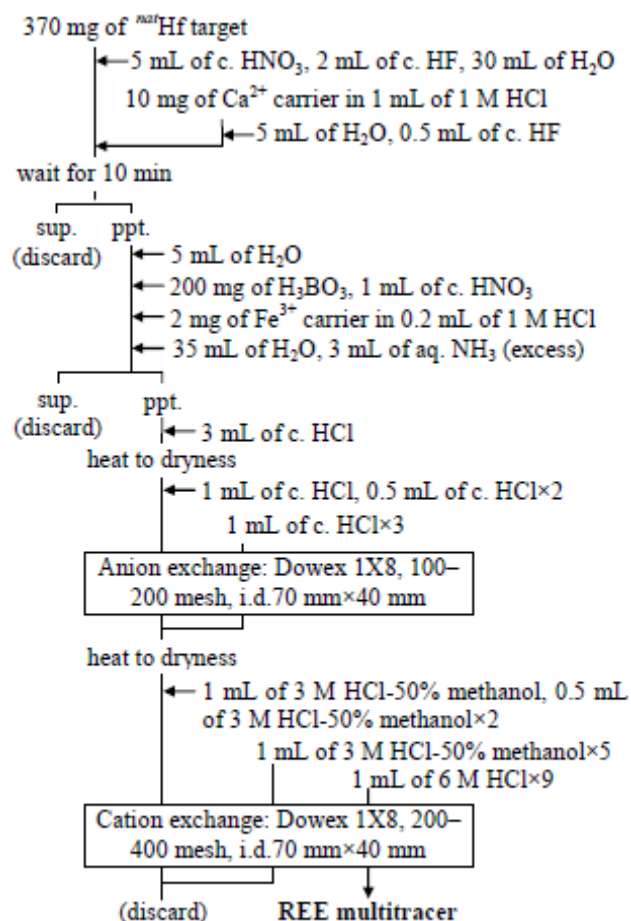 370 mg of ⁿᵃᵗHf target
5 mL of c. HNO₃, 2 mL of c. HF, 30 mL of H₂O
10 mg of Ca²⁺ carrier in 1 mL of 1 M HCl
5 mL of H₂O, 0.5 mL of c. HF
wait for 10 min
sup. ppt.
(discard)
5 mL of H₂O
200 mg of H₃BO₃, 1 mL of c. HNO₃
2 mg of Fe³⁺ carrier in 0.2 mL of 1 M HCl
35 mL of H₂O, 3 mL of aq. NH₃ (excess)
sup. ppt.
(discard)
3 mL of c. HCl
heat to dryness
1 mL of c. HCl, 0.5 mL of c. HCl×2
1 mL of c. HCl×3
Anion exchange: Dowex 1X8, 100–
200 mesh, i.d.70 mm×40 mm
heat to dryness
1 mL of 3 M HCl-50% methanol, 0.5 mL
of 3 M HCl-50% methanol×2
1 mL of 3 M HCl-50% methanol×5
1 mL of 6 M HCl×9
Cation exchange: Dowex 1X8, 200–
400 mesh, i.d.70 mm×40 mm
(discard) REE multitracer